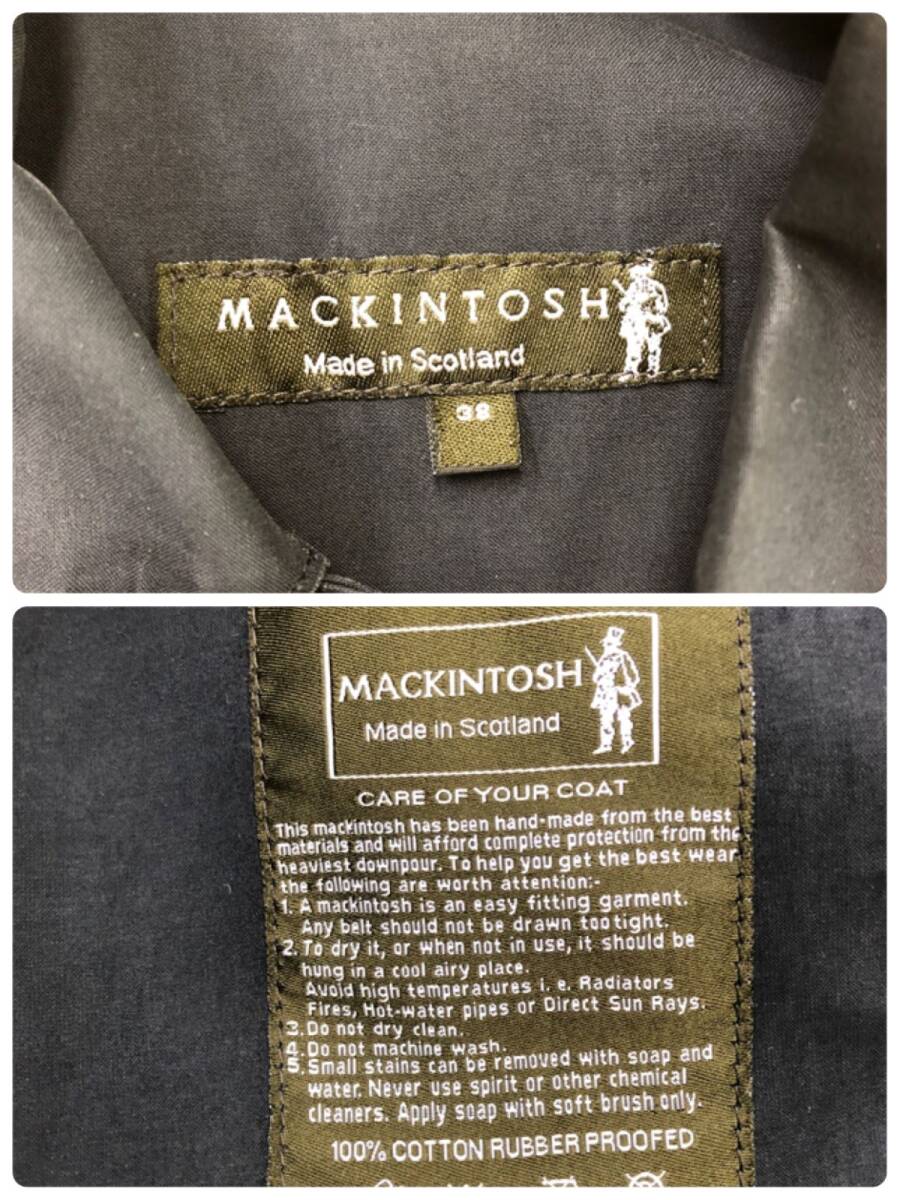 MACKINTOSH
Made in Scotland
38
MACKINTOSH
Made in Scotland
CARE OF YOUR COAT
This mackintosh has been hand-made from the best
materials and will afford complete protection from the
heaviest downpour. To help you get the best wear
the following are worth attention:-
1. A mackintosh is an easy fitting garment.
Any belt should not be drawn too tight.
2. To dry it, or when not in use, it should be
hung in a cool airy place.
Avoid high temperatures i. e. Radiators
Fires, Hot-water pipes or Direct Sun Rays.
3. Do not dry clean.
4. Do not machine wash.
5. Small stains can be removed with soap and
water. Never use spirit or other chemical
cleaners. Apply soap with soft brush only.
100% COTTON RUBBER PROOFED